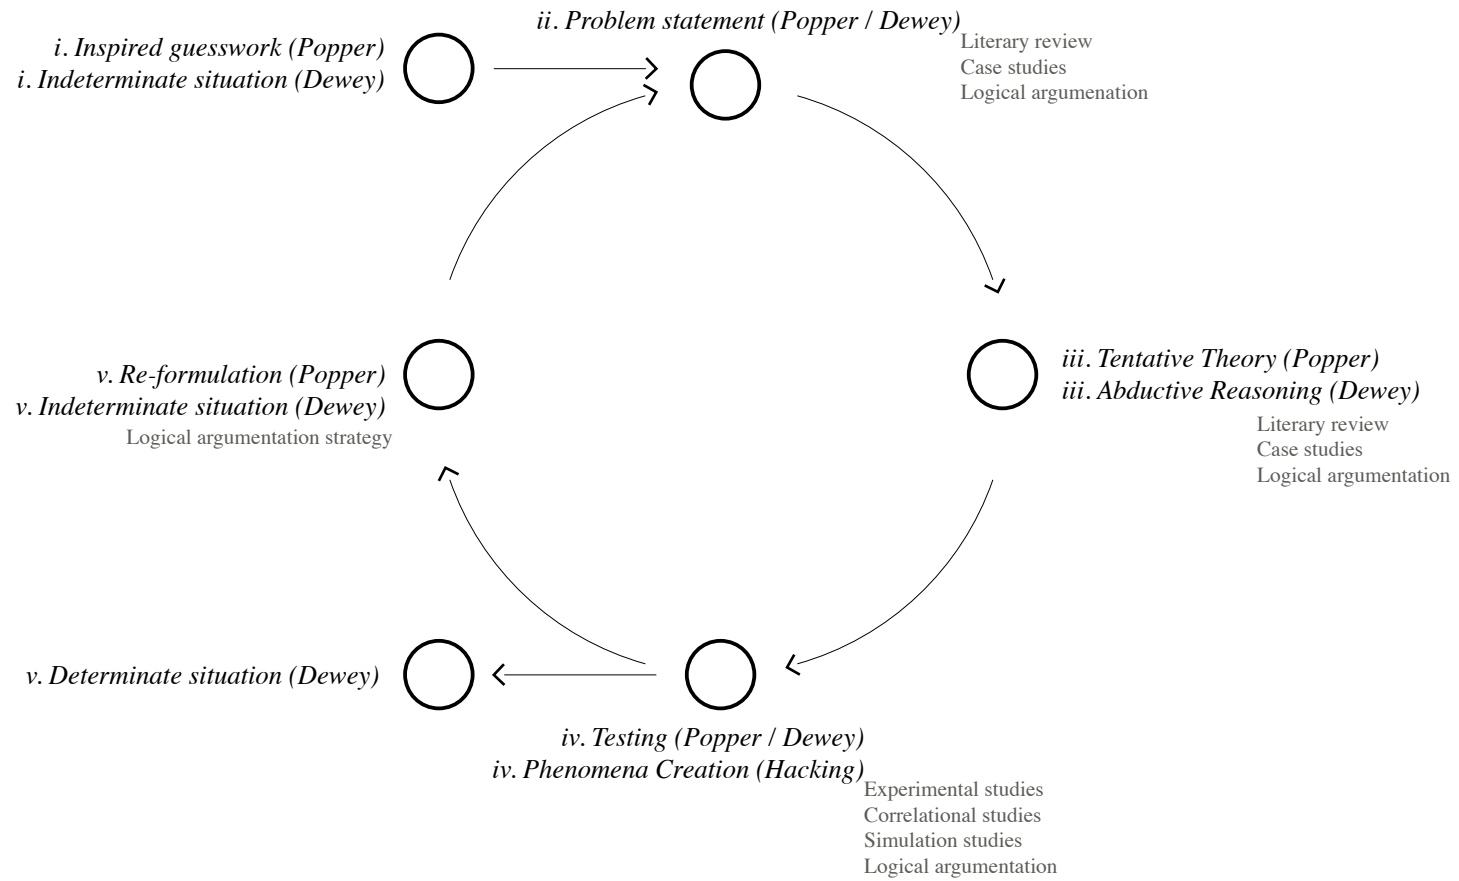 ii. Problem statement (Popper / Dewey)
Literary review
Case studies
Logical argumenation
i. Inspired guesswork (Popper)
i. Indeterminate situation (Dewey)
iii. Tentative Theory (Popper)
iii. Abductive Reasoning (Dewey)
Literary review
Case studies
Logical argumentation
v. Re-formulation (Popper)
v. Indeterminate situation (Dewey)
Logical argumentation strategy
v. Determinate situation (Dewey)
iv. Testing (Popper / Dewey)
iv. Phenomena Creation (Hacking)
Experimental studies
Correlational studies
Simulation studies
Logical argumentation